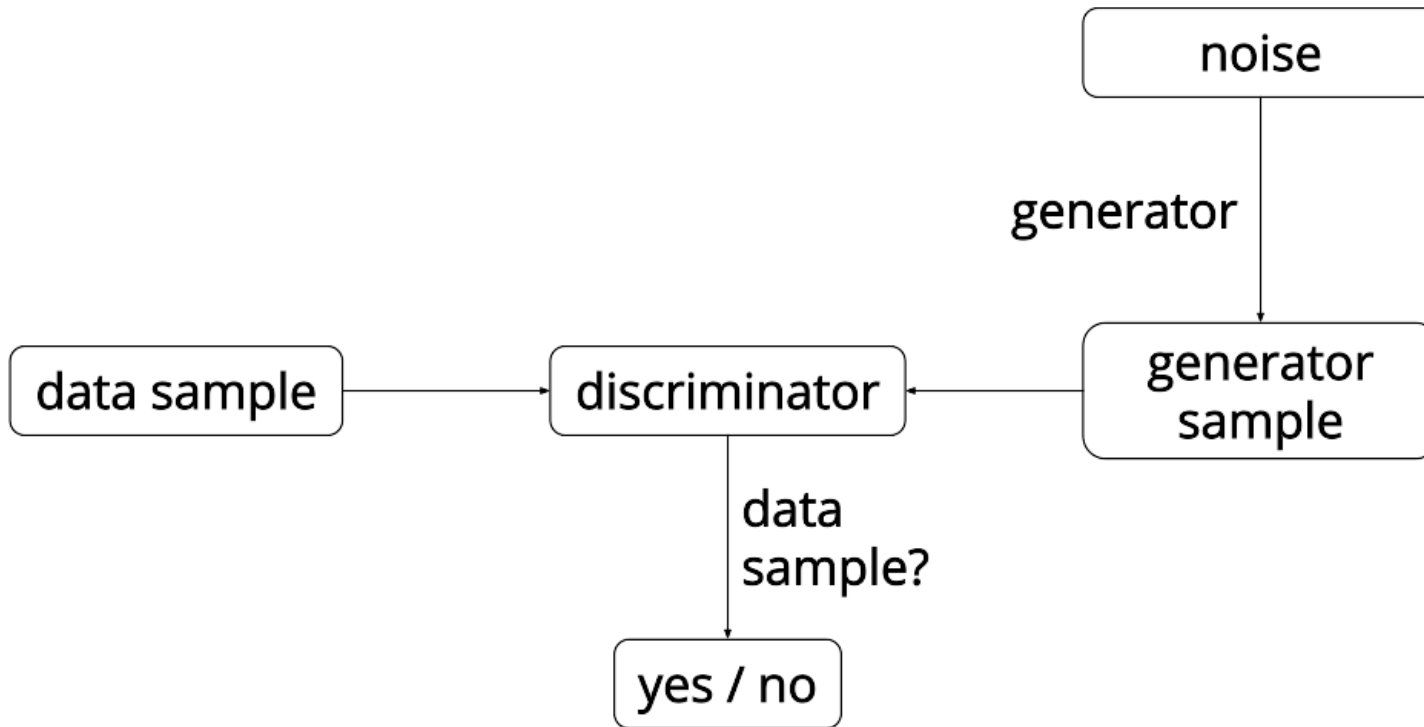 noise
generator
generator
sample
data sample
discriminator
data
sample?
yes / no